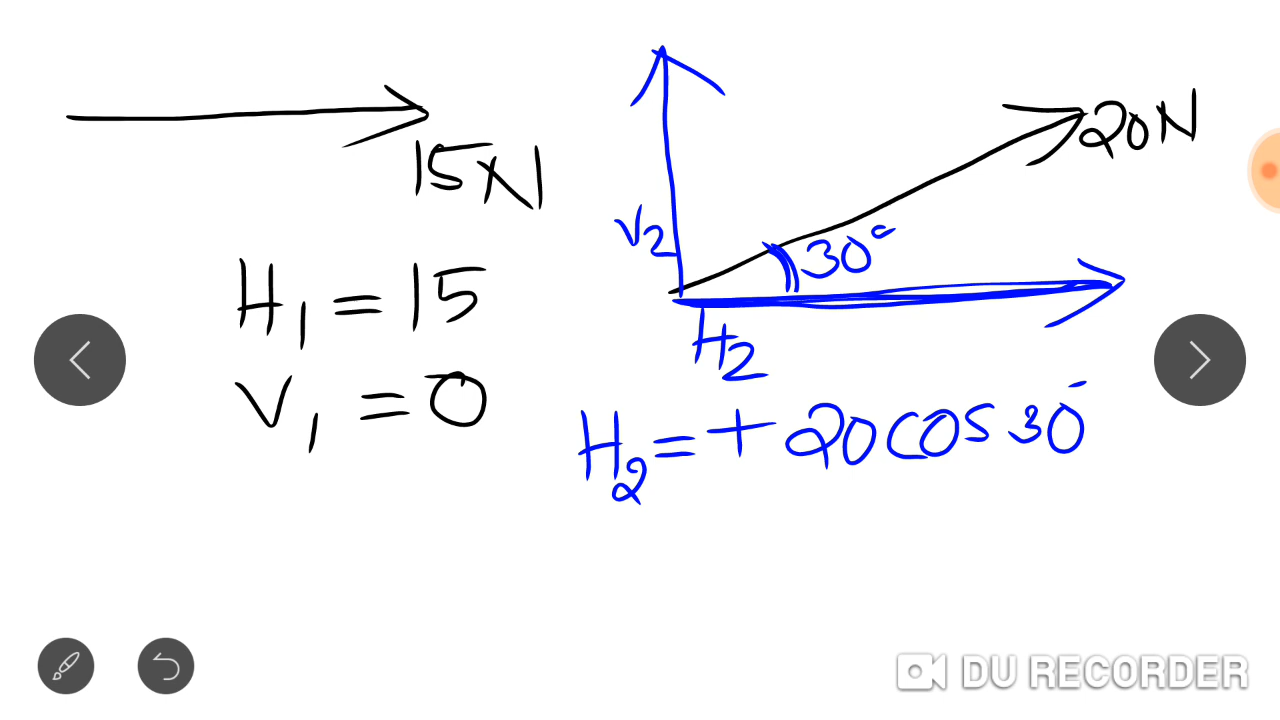 15N
H₁ = 15
V₁ = 0
20N
V₂
30°
H₂
H₂ = + 20 cos 30°
DU RECORDER